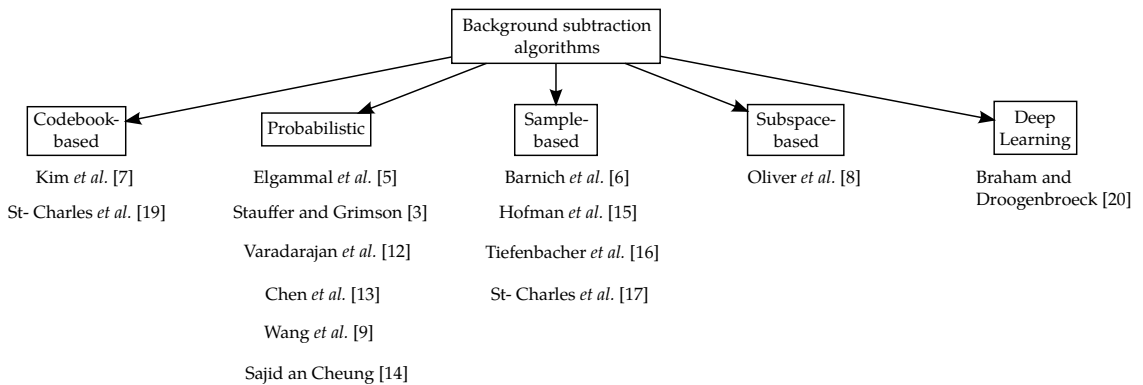 Background subtraction
algorithms
Codebook-
based
Kim et al. [7]
St- Charles et al. [19]
Probabilistic
Elgammal et al. [5]
Stauffer and Grimson [3]
Varadarajan et al. [12]
Chen et al. [13]
Wang et al. [9]
Sajid an Cheung [14]
Sample-
based
Barnich et al. [6]
Hofman et al. [15]
Tiefenbacher et al. [16]
St- Charles et al. [17]
Subspace-
based
Oliver et al. [8]
Deep
Learning
Braham and
Droogenbroeck [20]